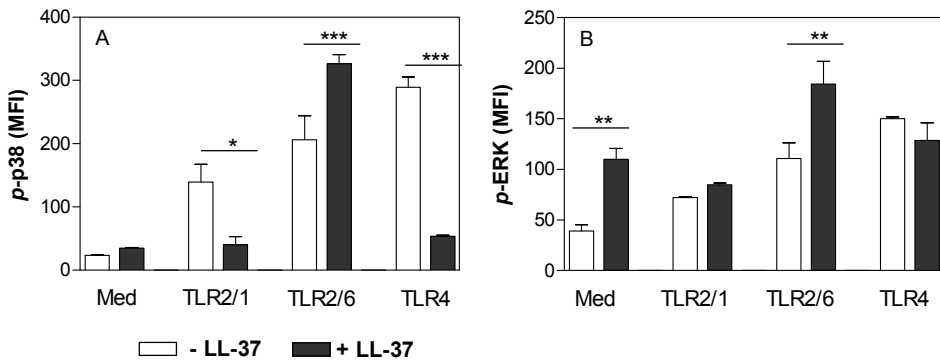 A
p-p38 (MFI)
400
300
200
100
0
*
***
***
Med TLR2/1 TLR2/6 TLR4
B
p-ERK (MFI)
250
200
150
100
50
0
**
**
Med TLR2/1 TLR2/6 TLR4
- LL-37 + LL-37